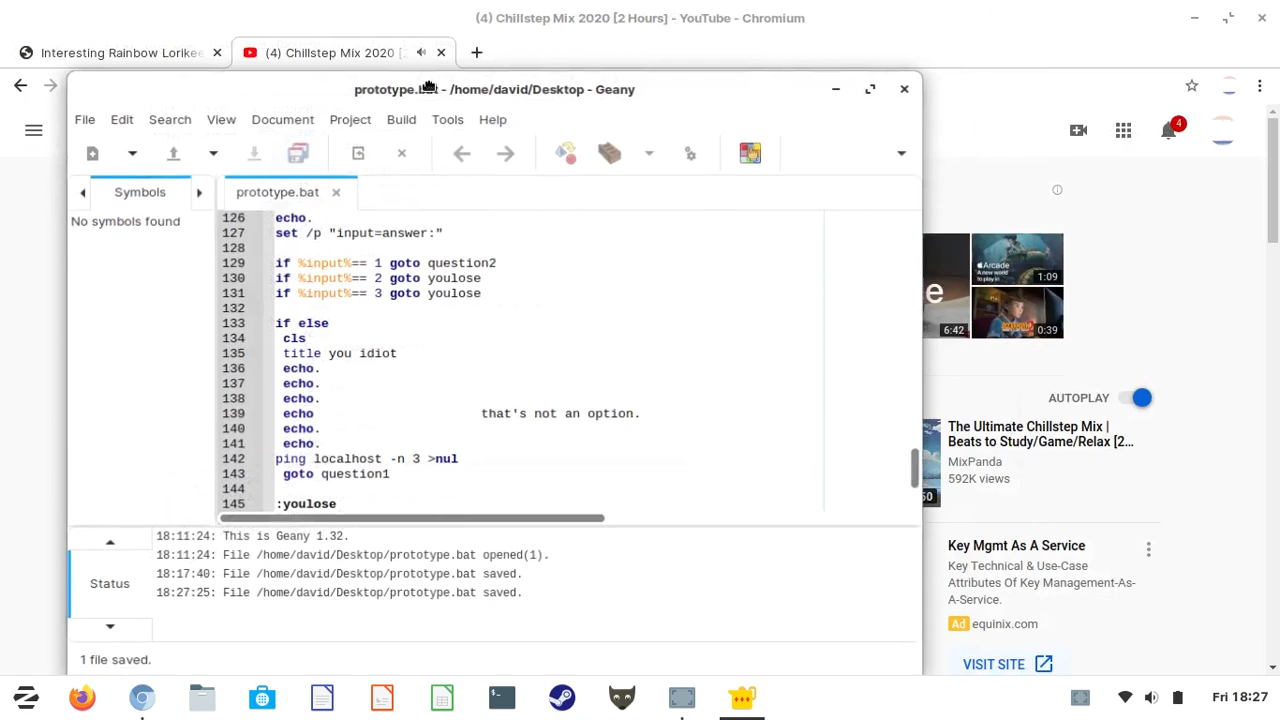 (4) Chillstep Mix 2020 [2 Hours] - YouTube - Chromium
Interesting Rainbow Lorikee
(4) Chillstep Mix 2020 [
prototype. - /home/david/Desktop - Geany
File Edit Search View Document Project Build Tools Help
4
Symbols
prototype.bat
No symbols found
126 echo.
127 set /p "input=answer:"
128
129 if %input%== 1 goto question2
130 if %input%== 2 goto youlose
131 if %input%== 3 goto youlose
132
133 if else
134 cls
135 title you idiot
136 echo.
137 echo.
138 echo.
139 echo that's not an option.
140 echo.
141 echo.
142 ping localhost -n 3 >nul
143 goto question1
144
145 :youlose
Arcade
A new world
to play in
1:09
e
6:42
0:39
AUTOPLAY
The Ultimate Chillstep Mix |
Beats to Study/Game/Relax [2...
MixPanda
592K views
50
Key Mgmt As A Service
Key Technical & Use-Case
Attributes Of Key Management-As-
A-Service.
Ad equinix.com
VISIT SITE
Status
18:11:24: This is Geany 1.32.
18:11:24: File /home/david/Desktop/prototype.bat opened(1).
18:17:40: File /home/david/Desktop/prototype.bat saved.
18:27:25: File /home/david/Desktop/prototype.bat saved.
1 file saved.
Fri 18:27